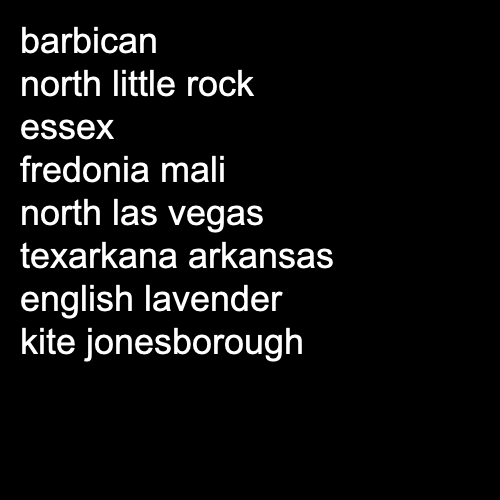 barbican
north little rock
essex
fredonia mali
north las vegas
texarkana arkansas
english lavender
kite jonesborough